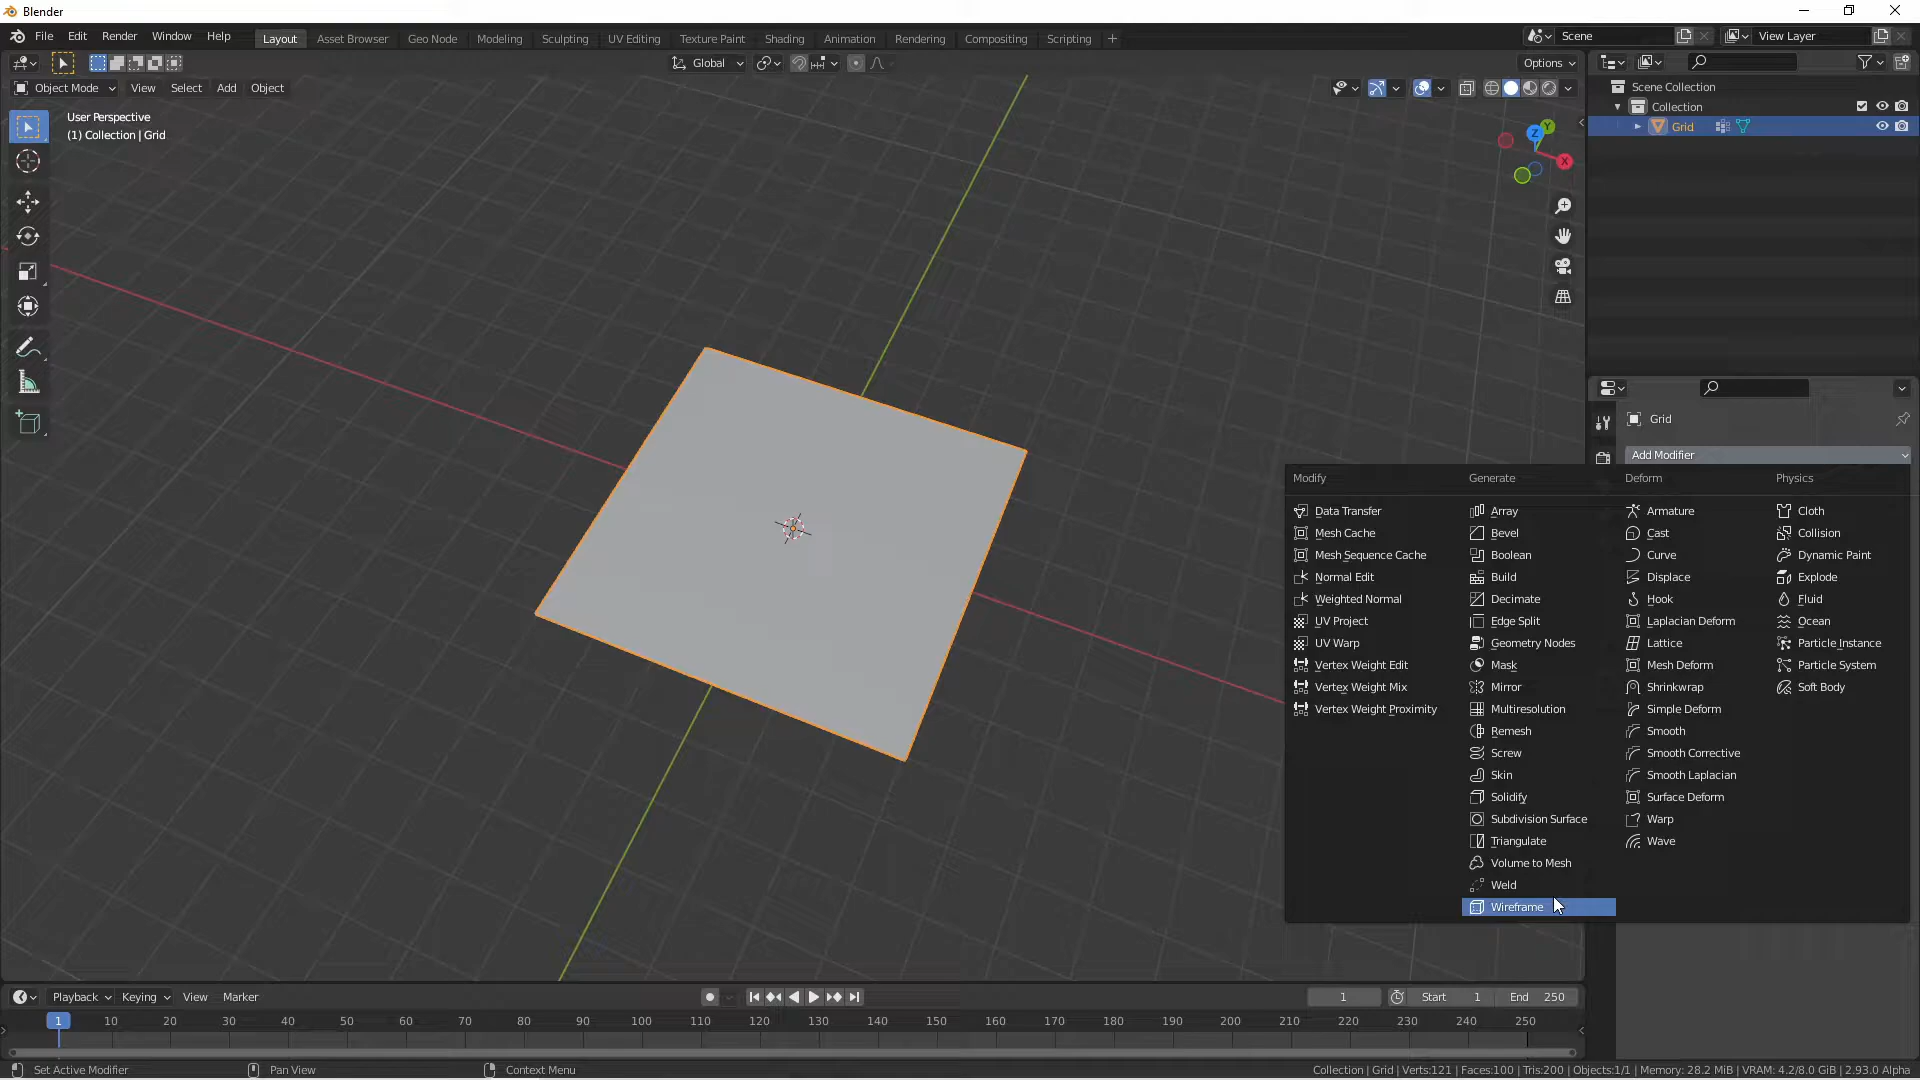 Blender
File Edit Render Window Help Layout Asset Browser Geo Node Modeling Sculpting UV Editing Texture Paint Shading Animation Rendering Compositing Scripting + Scene View Layer
Global Options
Object Mode View Select Add Object
Scene Collection
Collection
Grid
User Perspective
(1) Collection | Grid
Z Y X
Grid
Add Modifier
Modify Generate Deform Physics
Data Transfer Array Armature Cloth
Mesh Cache Bevel Cast Collision
Mesh Sequence Cache Boolean Curve Dynamic Paint
Normal Edit Build Displace Explode
Weighted Normal Decimate Hook Fluid
UV Project Edge Split Laplacian Deform Ocean
UV Warp Geometry Nodes Lattice Particle Instance
Vertex Weight Edit Mask Mesh Deform Particle System
Vertex Weight Mix Mirror Shrinkwrap Soft Body
Vertex Weight Proximity Multiresolution Simple Deform
Remesh Smooth
Screw Smooth Corrective
Skin Smooth Laplacian
Solidify Surface Deform
Subdivision Surface Warp
Triangulate Wave
Volume to Mesh
Weld
Wireframe
Playback Keying View Marker 1 Start 1 End 250
1 10 20 30 40 50 60 70 80 90 100 110 120 130 140 150 160 170 180 190 200 210 220 230 240 250
Set Active Modifier Pan View Context Menu Collection | Grid | Verts:121 | Faces:100 | Tris:200 | Objects:1/1 | Memory: 28.2 MiB | VRAM: 4.2/8.0 GiB | 2.93.0 Alpha